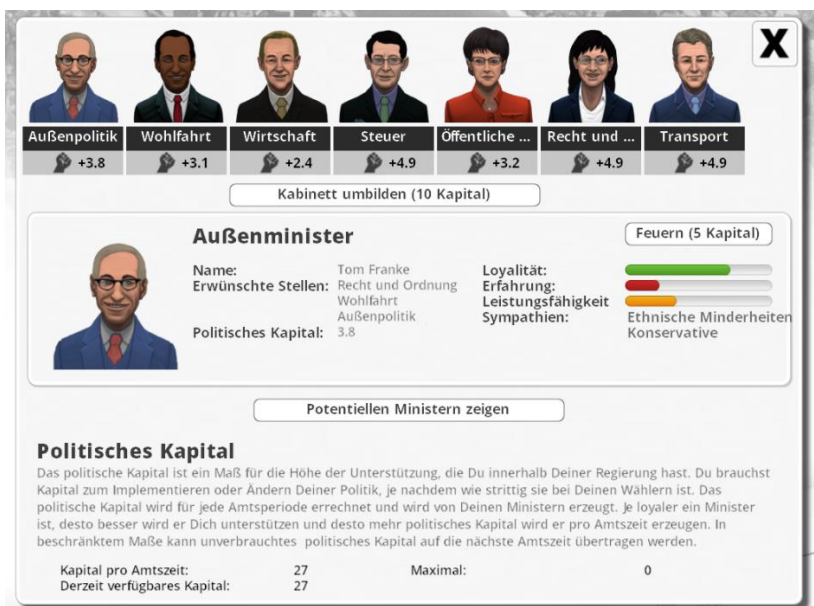 X
Außenpolitik Wohlfahrt Wirtschaft Steuer Öffentliche ... Recht und ... Transport
+3.8 +3.1 +2.4 +4.9 +3.2 +4.9 +4.9
Kabinett umbilden (10 Kapital)
Außenminister Feuern (5 Kapital)
Name: Tom Franke Loyalität:
Erwünschte Stellen: Recht und Ordnung Erfahrung:
Wohlfahrt Leistungsfähigkeit
Außenpolitik Sympathien: Ethnische Minderheiten
Politisches Kapital: 3.8 Konservative
Potentiellen Ministern zeigen
Politisches Kapital
Das politische Kapital ist ein Maß für die Höhe der Unterstützung, die Du innerhalb Deiner Regierung hast. Du brauchst
Kapital zum Implementieren oder Ändern Deiner Politik, je nachdem wie strittig sie bei Deinen Wählern ist. Das
politische Kapital wird für jede Amtsperiode errechnet und wird von Deinen Ministern erzeugt. Je loyaler ein Minister
ist, desto besser wird er Dich unterstützen und desto mehr politisches Kapital wird er pro Amtszeit erzeugen. In
beschränktem Maße kann unverbrauchtes politisches Kapital auf die nächste Amtszeit übertragen werden.
Kapital pro Amtszeit: 27 Maximal: 0
Derzeit verfügbares Kapital: 27